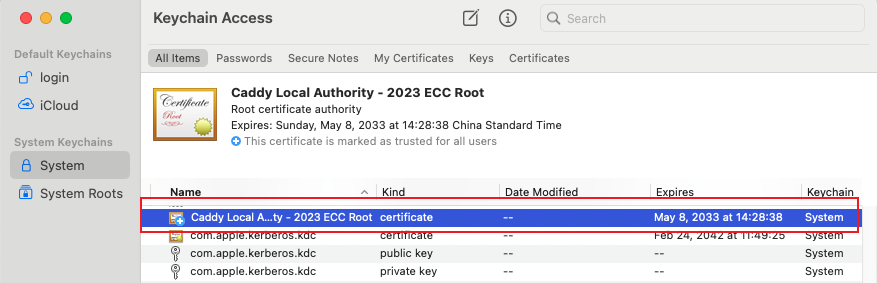 Keychain Access
Search
Default Keychains
login
iCloud
System Keychains
System
System Roots
All Items Passwords Secure Notes My Certificates Keys Certificates
Certificate
Root
Caddy Local Authority - 2023 ECC Root
Root certificate authority
Expires: Sunday, May 8, 2033 at 14:28:38 China Standard Time
This certificate is marked as trusted for all users
Name Kind Date Modified Expires Keychain
Caddy Local A...ty - 2023 ECC Root certificate -- May 8, 2033 at 14:28:38 System
com.apple.kerberos.kdc certificate -- Feb 24, 2042 at 11:49:25 System
com.apple.kerberos.kdc public key -- -- System
com.apple.kerberos.kdc private key -- -- System